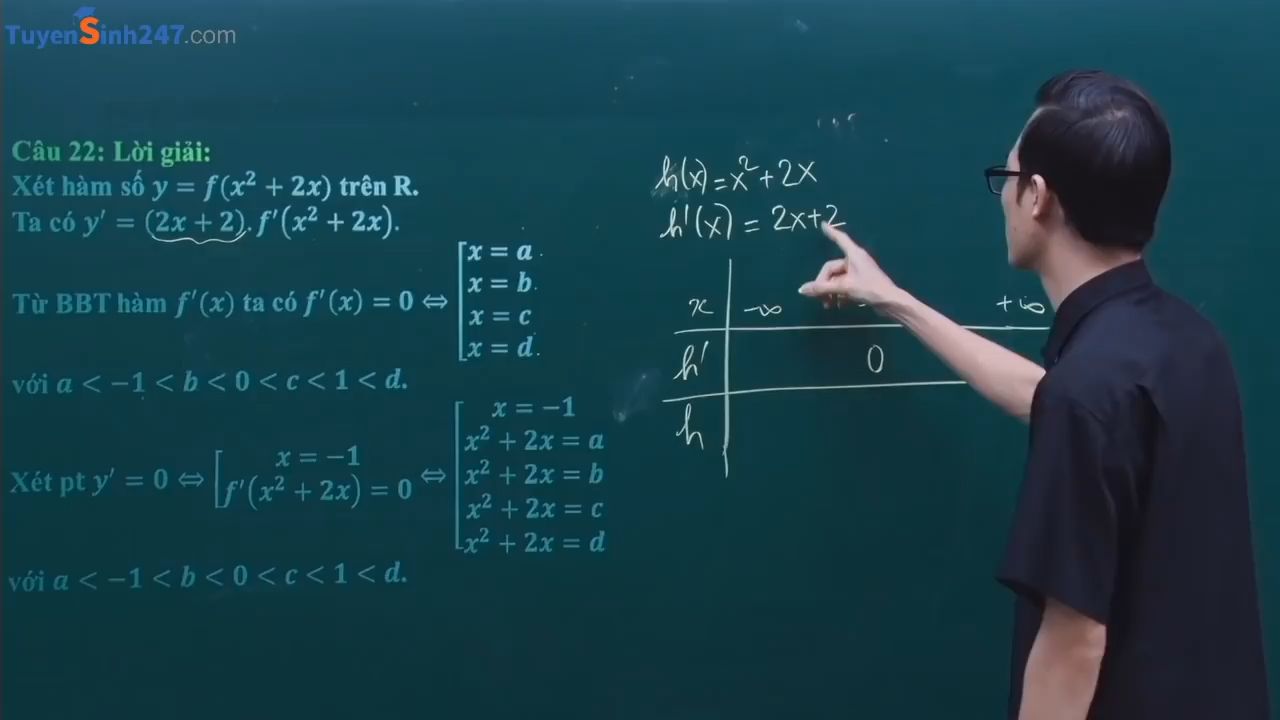 TuyenSinh247.com
Câu 22: Lời giải:
Xét hàm số y = f(x² + 2x) trên R.
Ta có y′ = (2x + 2). f′(x² + 2x).
Từ BBT hàm f′(x) ta có f′(x) = 0 ⇔ [
x = a
x = b
x = c
x = d
với a < −1 < b < 0 < c < 1 < d.
Xét pt y′ = 0 ⇔ [
x = −1
f′(x² + 2x) = 0
⇔ [
x = −1
x² + 2x = a
x² + 2x = b
x² + 2x = c
x² + 2x = d
với a < −1 < b < 0 < c < 1 < d.
h(x) = x² + 2x
h'(x) = 2x+2
x -∞ +∞
h' 0
h